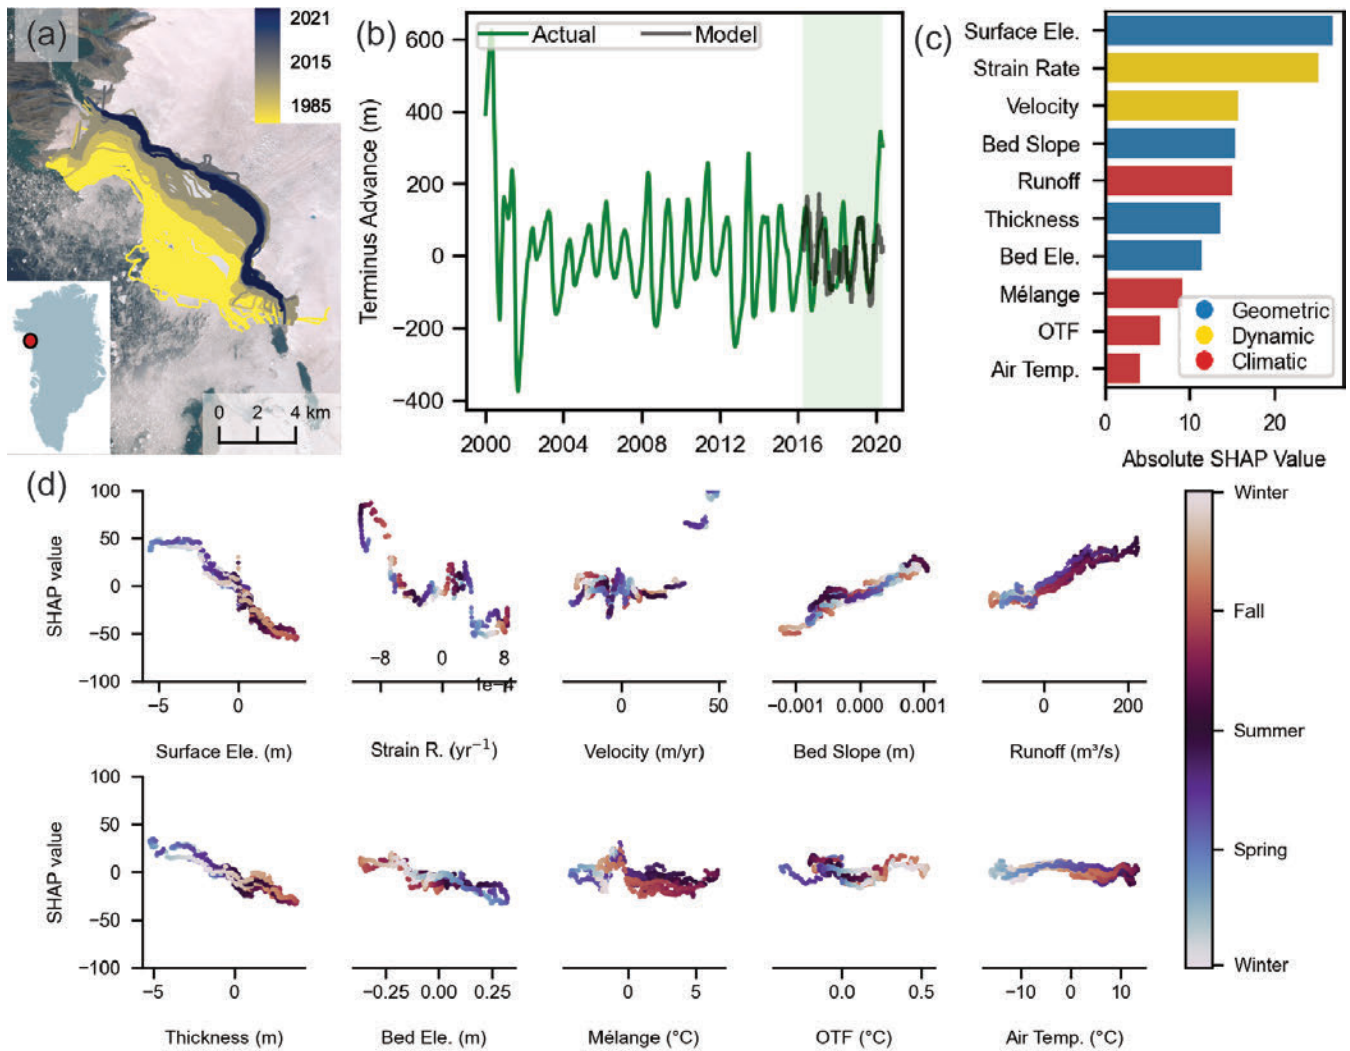 (a)
2021
2015
1985
0 2 4 km
(b)
Actual
Model
Terminus Advance (m)
600
400
200
0
−200
−400
2000 2004 2008 2012 2016 2020
(c)
Surface Ele.
Strain Rate
Velocity
Bed Slope
Runoff
Thickness
Bed Ele.
Mélange
OTF
Air Temp.
Geometric
Dynamic
Climatic
0 10 20
Absolute SHAP Value
(d)
SHAP value
100
50
0
−50
−100
−5 0
Surface Ele. (m)
−8 0 8
1e−4
Strain R. (yr⁻¹)
0 50
Velocity (m/yr)
−0.001 0.000 0.001
Bed Slope (m)
0 200
Runoff (m³/s)
SHAP value
100
50
0
−50
−100
−5 0
Thickness (m)
−0.25 0.00 0.25
Bed Ele. (m)
0 5
Mélange (°C)
0.0 0.5
OTF (°C)
−10 0 10
Air Temp. (°C)
Winter
Fall
Summer
Spring
Winter